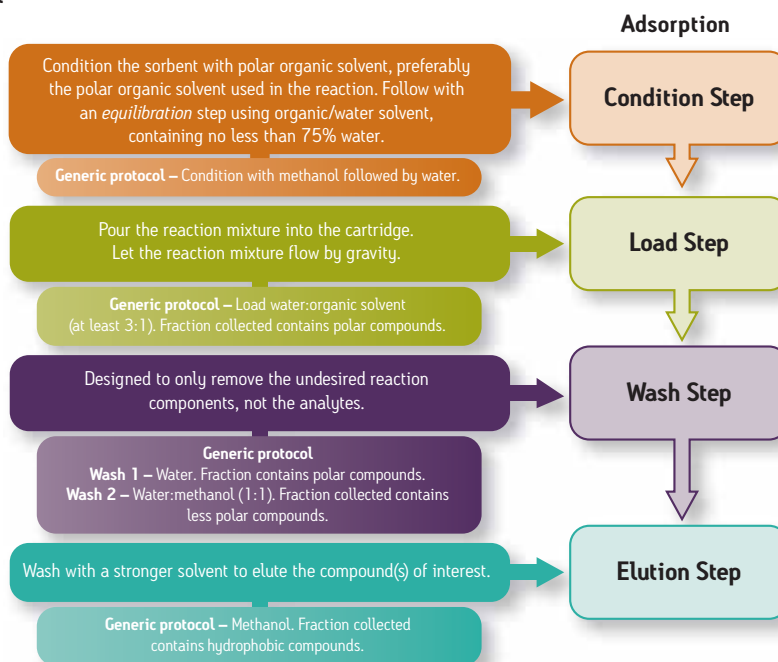 Adsorption
Condition the sorbent with polar organic solvent, preferably
the polar organic solvent used in the reaction. Follow with
an equilibration step using organic/water solvent,
containing no less than 75% water.
Condition Step
Generic protocol – Condition with methanol followed by water.
Pour the reaction mixture into the cartridge.
Let the reaction mixture flow by gravity.
Load Step
Generic protocol – Load water:organic solvent
(at least 3:1). Fraction collected contains polar compounds.
Designed to only remove the undesired reaction
components, not the analytes.
Wash Step
Generic protocol
Wash 1 – Water. Fraction contains polar compounds.
Wash 2 – Water:methanol (1:1). Fraction collected contains
less polar compounds.
Wash with a stronger solvent to elute the compound(s) of interest.
Elution Step
Generic protocol – Methanol. Fraction collected
contains hydrophobic compounds.